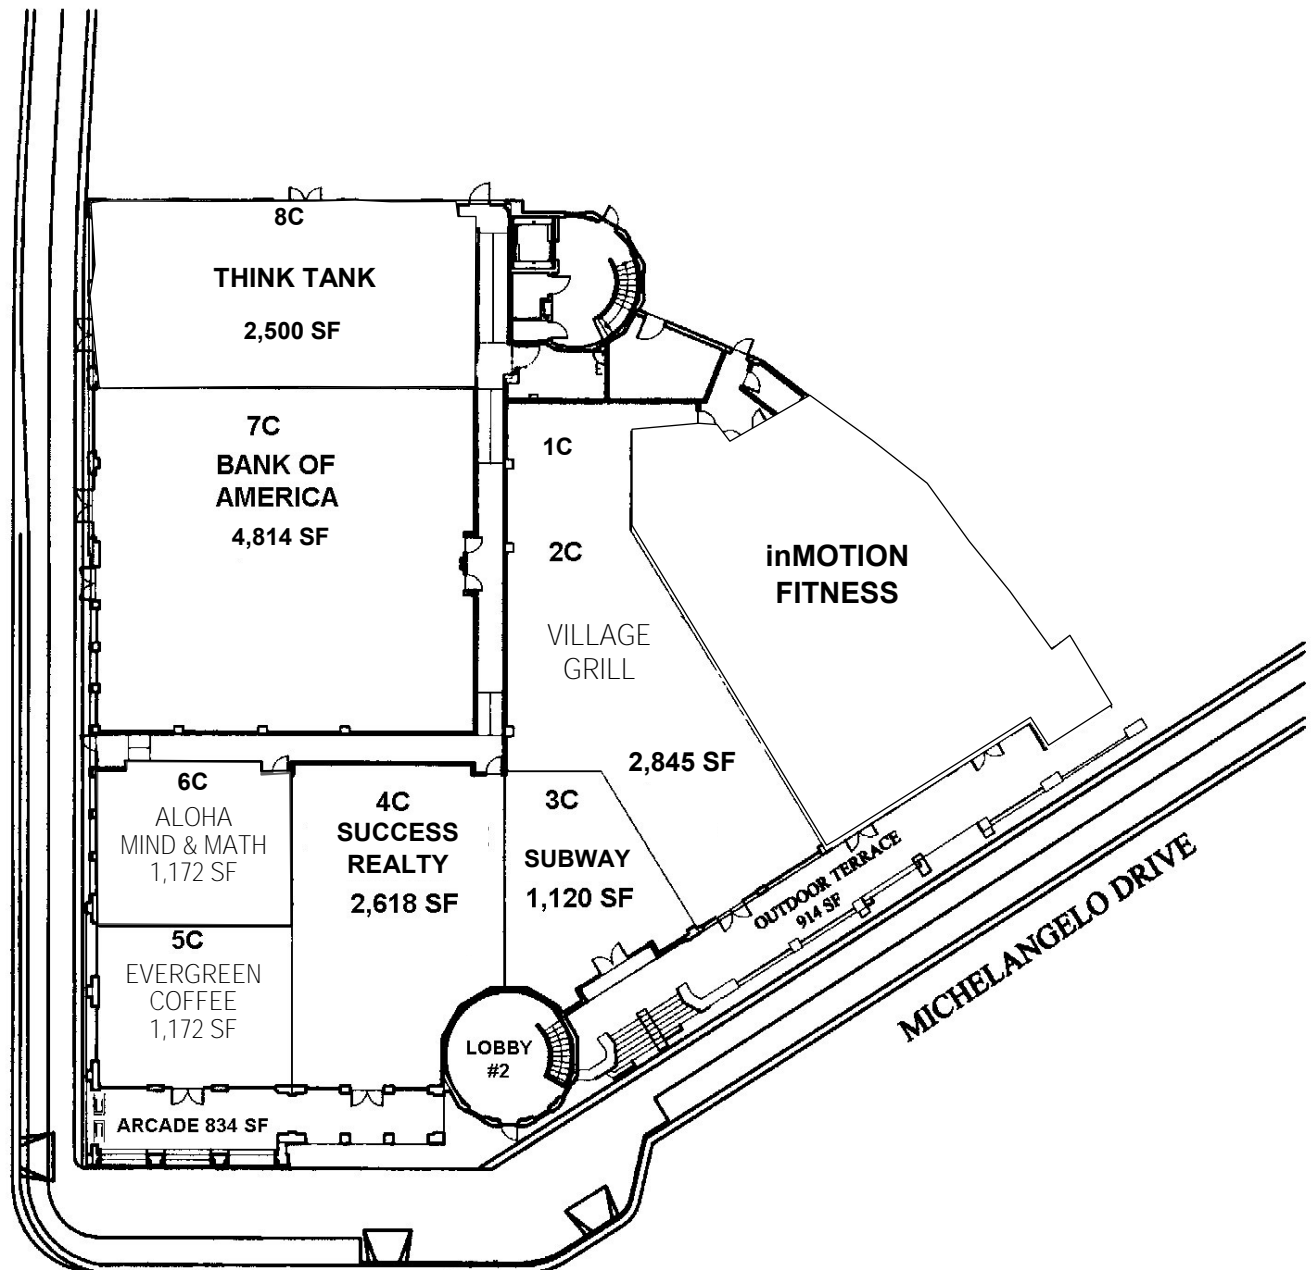 8C
THINK TANK
2,500 SF
7C
BANK OF
AMERICA
4,814 SF
1C
2C
VILLAGE
GRILL
2,845 SF
inMOTION
FITNESS
6C
ALOHA
MIND & MATH
1,172 SF
4C
SUCCESS
REALTY
2,618 SF
3C
SUBWAY
1,120 SF
5C
EVERGREEN
COFFEE
1,172 SF
OUTDOOR TERRACE
914 SF
MICHELANGELO DRIVE
LOBBY
#2
ARCADE 834 SF